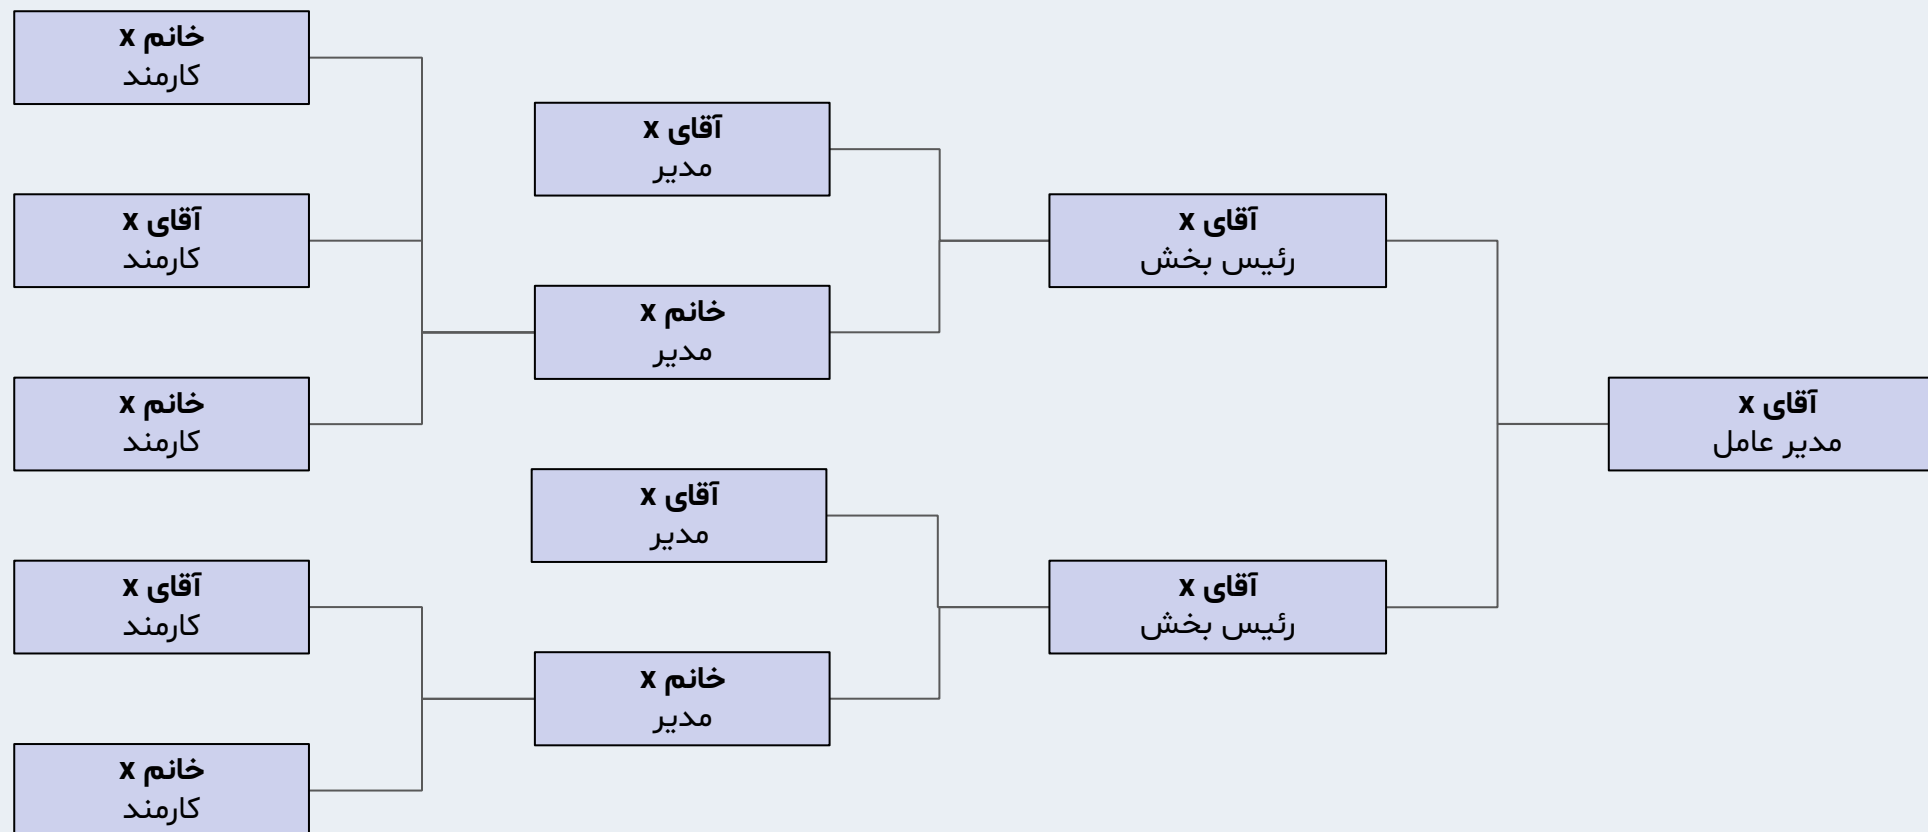 آقای x
مدیر عامل
آقای x
رئیس بخش
آقای x
مدیر
خانم x
مدیر
خانم x
کارمند
آقای x
کارمند
خانم x
کارمند
آقای x
رئیس بخش
آقای x
مدیر
خانم x
مدیر
آقای x
کارمند
خانم x
کارمند